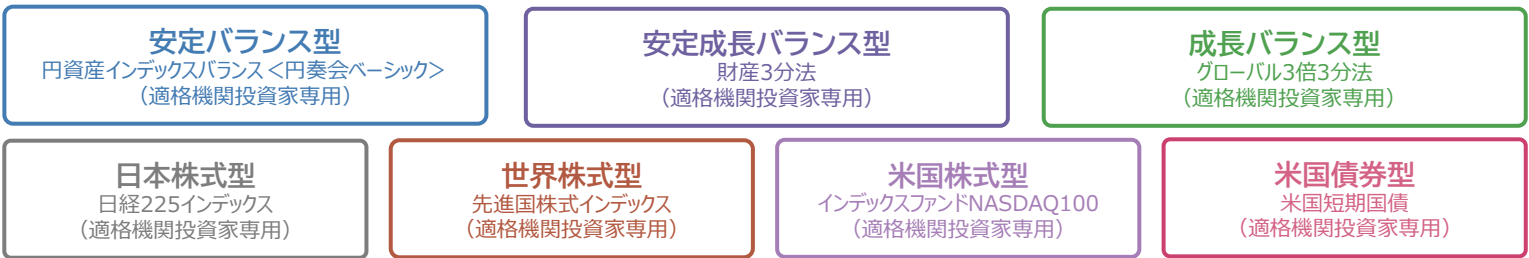 安定バランス型
円資産インデックスバランス<円奏会ベーシック>
(適格機関投資家専用)
安定成長バランス型
財産3分法
(適格機関投資家専用)
成長バランス型
グローバル3倍3分法
(適格機関投資家専用)
日本株式型
日経225インデックス
(適格機関投資家専用)
世界株式型
先進国株式インデックス
(適格機関投資家専用)
米国株式型
インデックスファンドNASDAQ100
(適格機関投資家専用)
米国債券型
米国短期国債
(適格機関投資家専用)